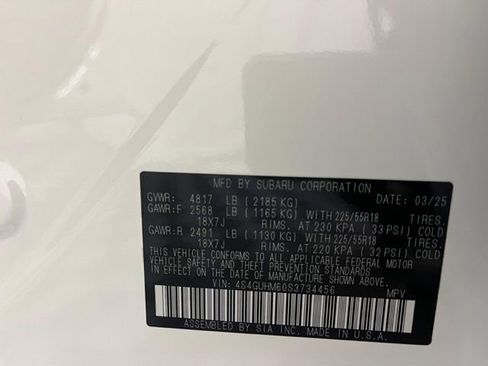 MFD BY SUBARU CORPORATION DATE: 03/25
GVWR: 4817 LB (2185 KG)
GAWR:F 2568 LB (1165 KG) WITH 225/55R18 TIRES.
18X7J RIMS. AT 230 KPA (33 PSI) COLD
GAWR:R 2491 LB (1130 KG) WITH 225/55R18 TIRES.
18X7J RIMS. AT 220 KPA (32 PSI) COLD
THIS VEHICLE CONFORMS TO ALL APPLICABLE FEDERAL MOTOR
VEHICLE SAFETY, BUMPER, AND THEFT PREVENTION STANDARDS
IN EFFECT ON THE DATE OF MANUFACTURE SHOWN ABOVE.
VIN: 4S4GUHM60S3734456 MPV
ASSEMBLED BY SIA INC. MADE IN U.S.A.